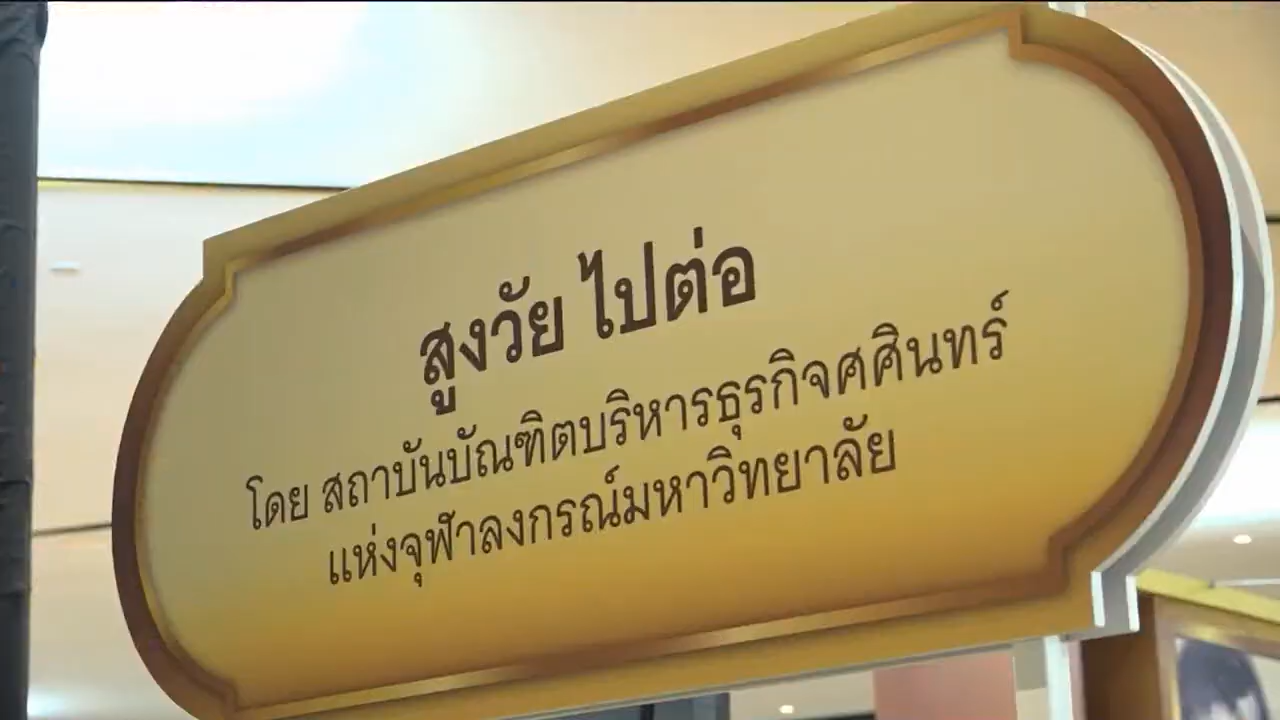 สูงวัย ไปต่อ
โดย สถาบันบัณฑิตบริหารธุรกิจศศินทร์
แห่งจุฬาลงกรณ์มหาวิทยาลัย